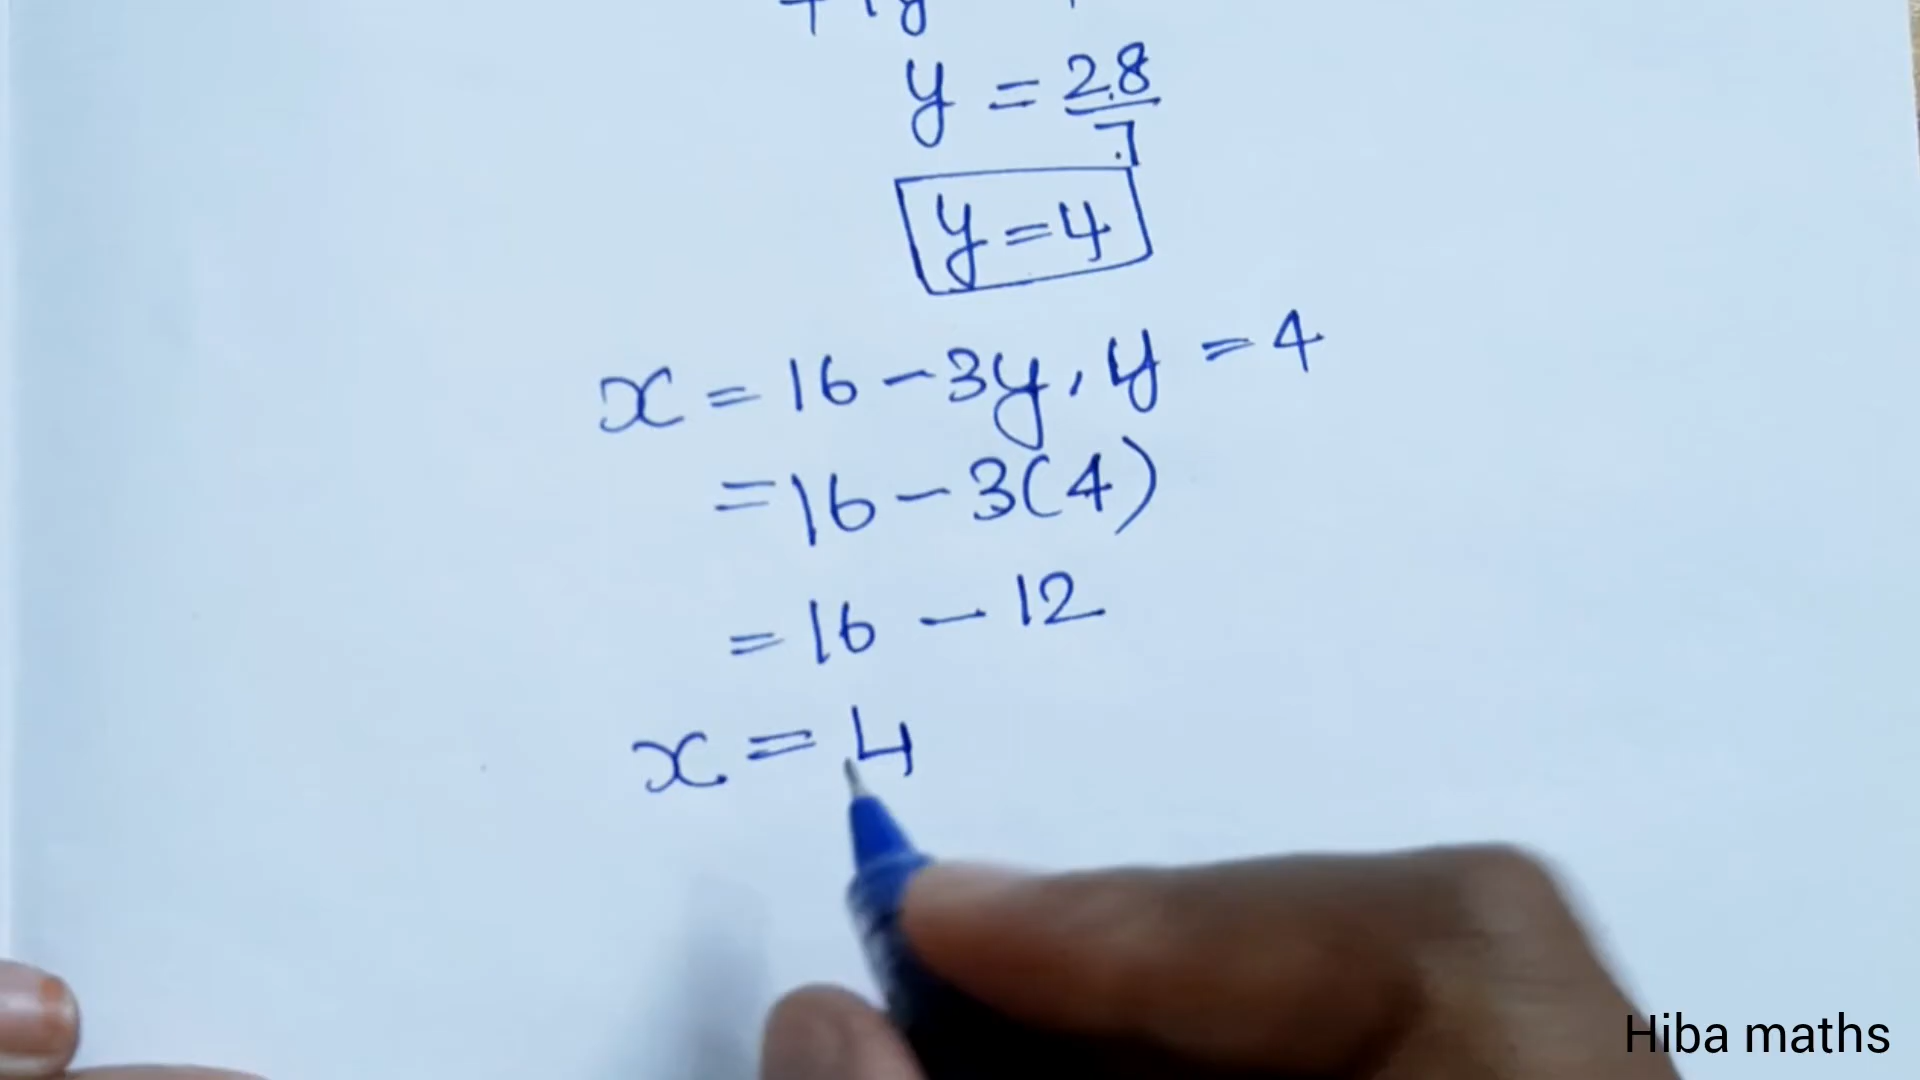 y = 28/7
y = 4
x = 16 - 3y, y = 4
= 16 - 3(4)
= 16 - 12
x = 4
Hiba maths